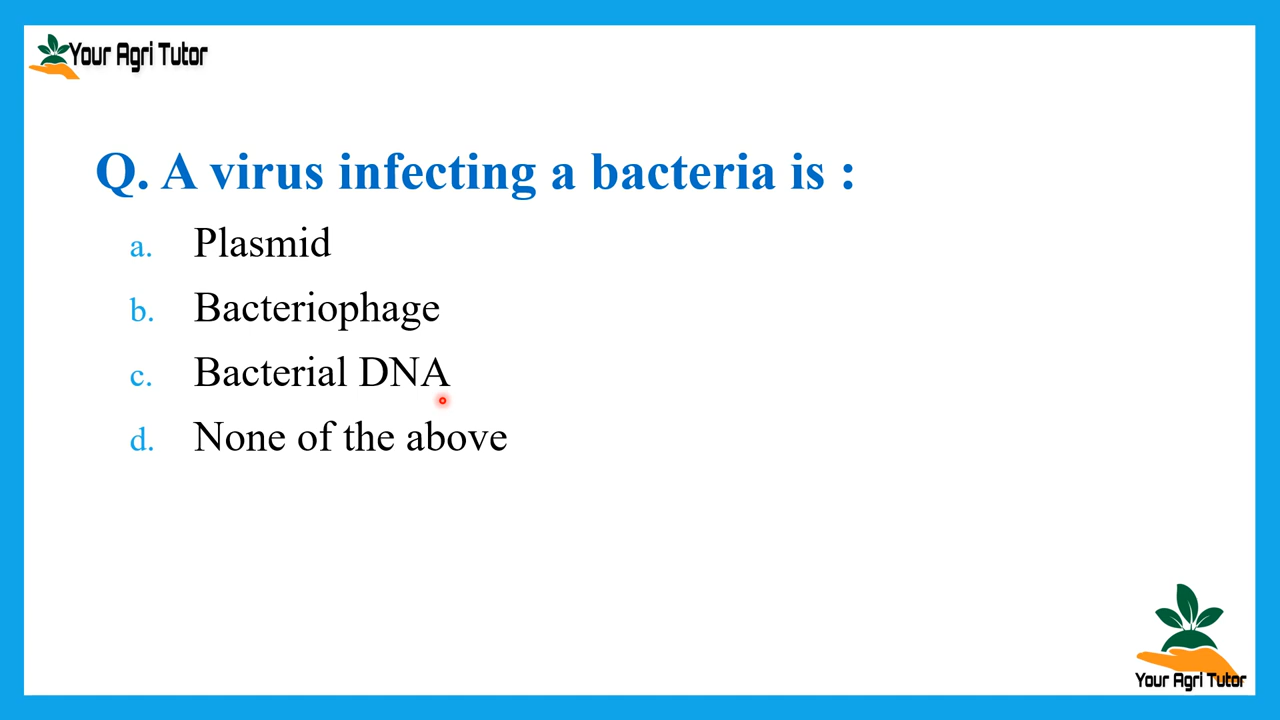 Your Agri Tutor
Q. A virus infecting a bacteria is :
a. Plasmid
b. Bacteriophage
c. Bacterial DNA
d. None of the above
Your Agri Tutor